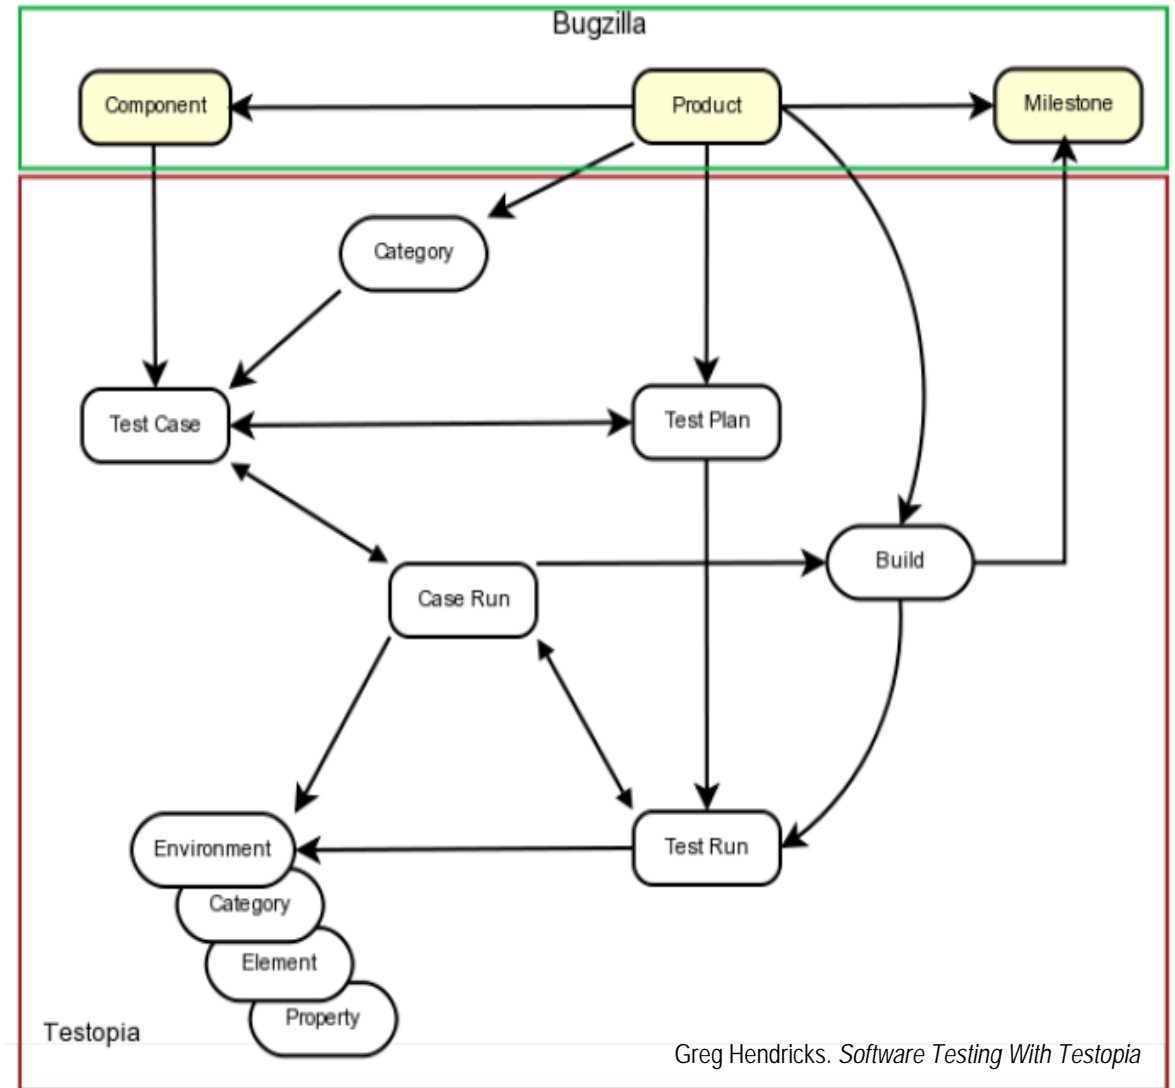 Bugzilla
Component
Product
Milestone
Category
Test Case
Test Plan
Build
Case Run
Environment
Test Run
Category
Element
Property
Testopia
Greg Hendricks. Software Testing With Testopia